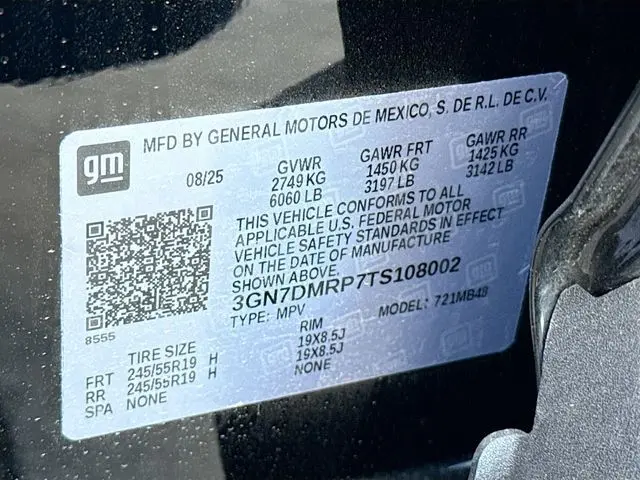 gm
MFD BY GENERAL MOTORS DE MEXICO, S. DE R.L. DE C.V.
08/25 GVWR GAWR FRT GAWR RR
2749 KG 1450 KG 1425 KG
6060 LB 3197 LB 3142 LB
THIS VEHICLE CONFORMS TO ALL
APPLICABLE U.S. FEDERAL MOTOR
VEHICLE SAFETY STANDARDS IN EFFECT
ON THE DATE OF MANUFACTURE
SHOWN ABOVE.
3GN7DMRP7TS108002
TYPE: MPV MODEL: 721MB48
8555
TIRE SIZE RIM
FRT 245/55R19 H 19X8.5J
RR 245/55R19 H 19X8.5J
SPA NONE NONE